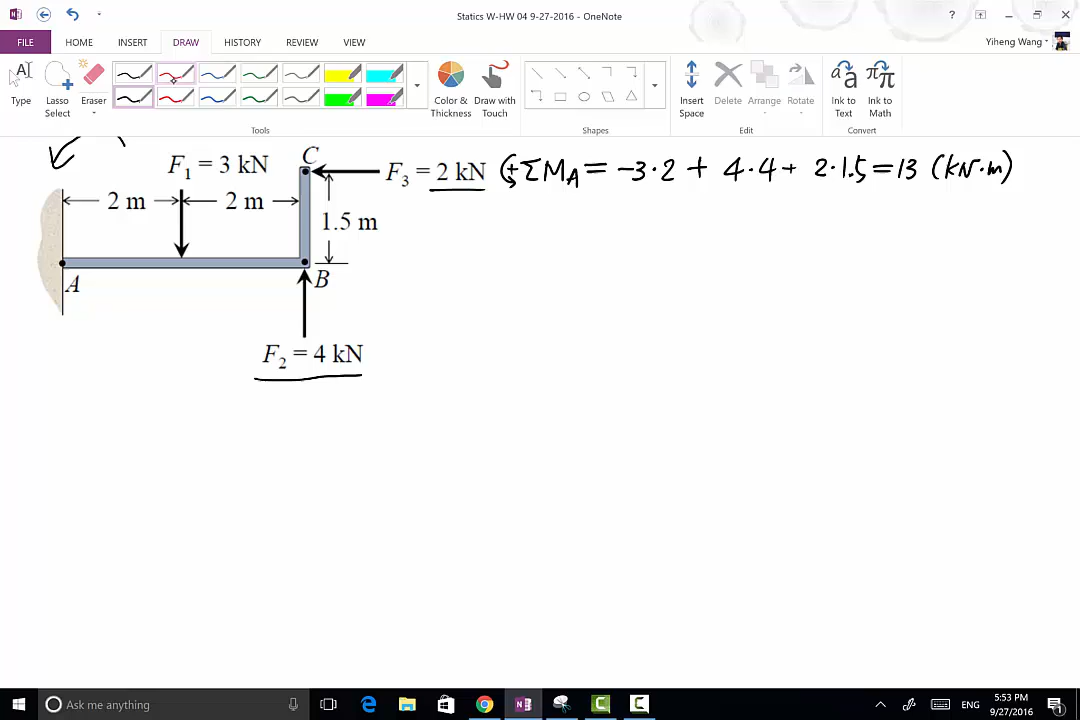 Statics W-HW 04 9-27-2016 - OneNote
?
FILE HOME INSERT DRAW HISTORY REVIEW VIEW
Yiheng Wang
Type
Lasso Select
Eraser
Color & Thickness
Draw with Touch
Insert Space
Delete
Arrange
Rotate
Ink to Text
Ink to Math
Tools
Shapes
Edit
Convert
F₁ = 3 kN
C
F₃ = 2 kN
ΣM_A = -3·2 + 4·4 + 2·1.5 = 13 (kN·m)
2 m
2 m
1.5 m
A
B
F₂ = 4 kN
Ask me anything
ENG
5:53 PM
9/27/2016
1